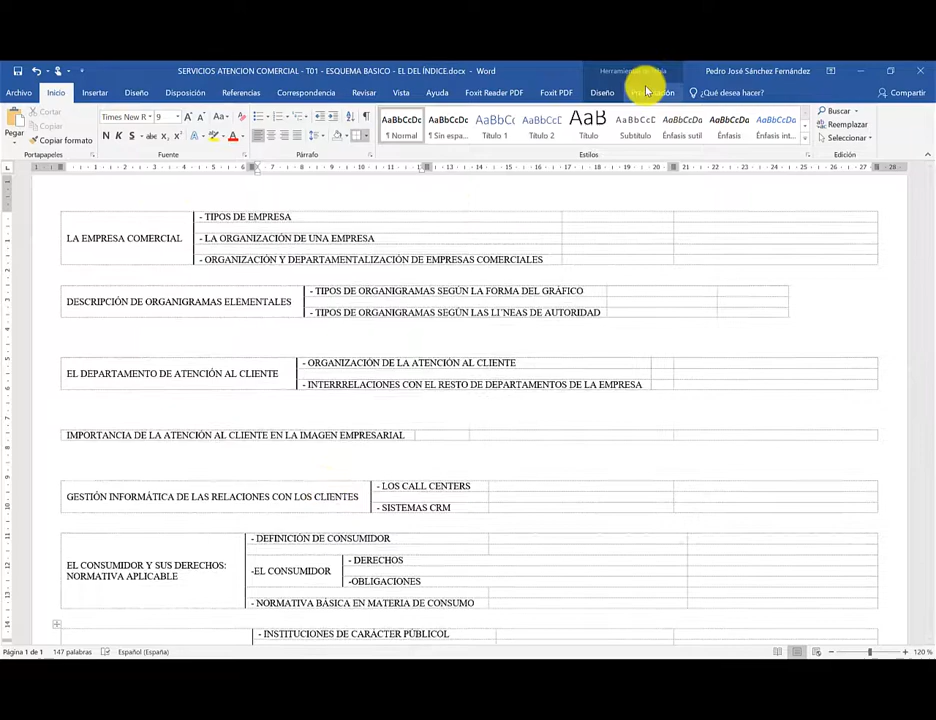 SERVICIOS ATENCION COMERCIAL - T01 - ESQUEMA BASICO - EL DEL ÍNDICE.docx - Word
Pedro José Sánchez Fernández
Archivo Inicio Insertar Diseño Disposición Referencias Correspondencia Revisar Vista Ayuda Foxit Reader PDF Foxit PDF Diseño ¿Qué desea hacer? Compartir
Pegar
Cortar
Copiar
Copiar formato
Portapapeles
Times New R 9
N K S
Fuente
Párrafo
AaBbCcDc AaBbCcDc AaBbCc AaBbCcD AaB AaBbCcD AaBbCcDc AaBbCcDc AaBbCcDc
¶ Normal ¶ Sin espa... Título 1 Título 2 Título Subtítulo Énfasis sutil Énfasis Énfasis int...
Estilos
Buscar
Reemplazar
Seleccionar
Edición
LA EMPRESA COMERCIAL
- TIPOS DE EMPRESA
- LA ORGANIZACIÓN DE UNA EMPRESA
- ORGANIZACIÓN Y DEPARTAMENTALIZACIÓN DE EMPRESAS COMERCIALES
DESCRIPCIÓN DE ORGANIGRAMAS ELEMENTALES
- TIPOS DE ORGANIGRAMAS SEGÚN LA FORMA DEL GRÁFICO
- TIPOS DE ORGANIGRAMAS SEGÚN LAS LI´NEAS DE AUTORIDAD
EL DEPARTAMENTO DE ATENCIÓN AL CLIENTE
- ORGANIZACIÓN DE LA ATENCIÓN AL CLIENTE
- INTERRRELACIONES CON EL RESTO DE DEPARTAMENTOS DE LA EMPRESA
IMPORTANCIA DE LA ATENCIÓN AL CLIENTE EN LA IMAGEN EMPRESARIAL
GESTIÓN INFORMÁTICA DE LAS RELACIONES CON LOS CLIENTES
- LOS CALL CENTERS
- SISTEMAS CRM
EL CONSUMIDOR Y SUS DERECHOS:
NORMATIVA APLICABLE
- DEFINICIÓN DE CONSUMIDOR
-EL CONSUMIDOR
- DERECHOS
-OBLIGACIONES
- NORMATIVA BÁSICA EN MATERIA DE CONSUMO
- INSTITUCIONES DE CARÁCTER PÚBLICOL
Página 1 de 1 147 palabras Español (España) 120 %